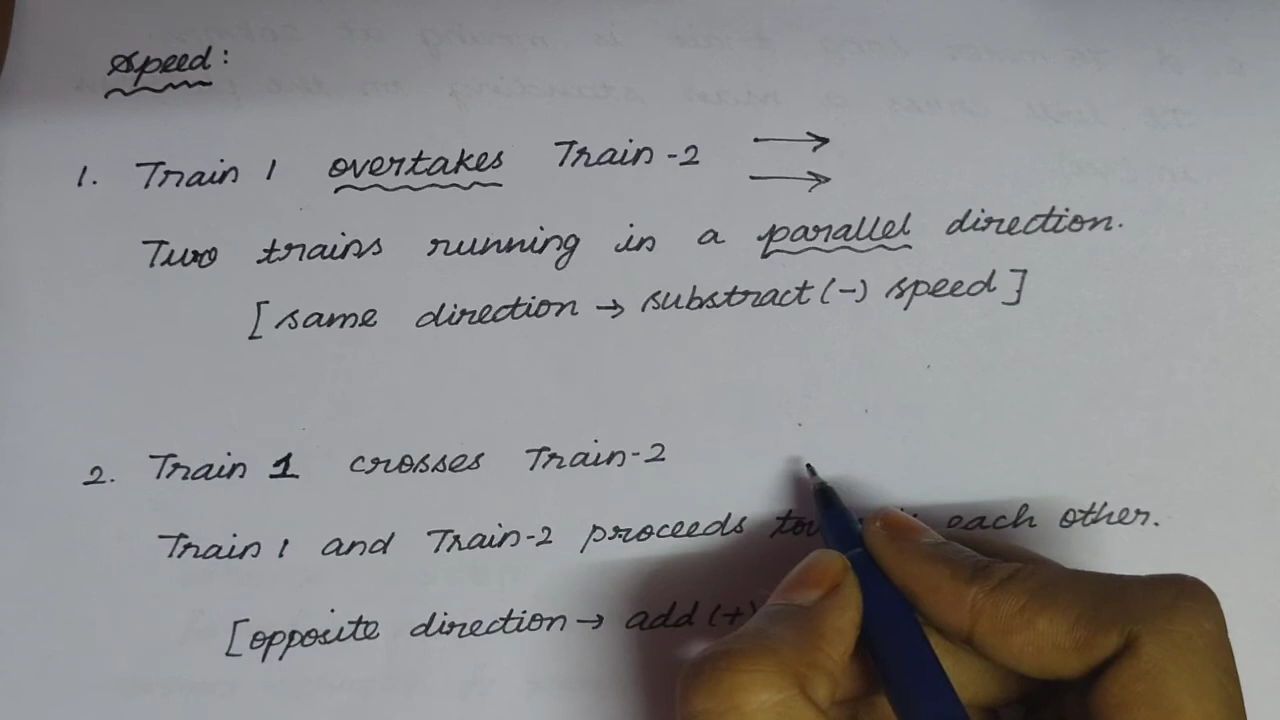 Speed:
1. Train 1 overtakes Train-2
Two trains running in a parallel direction.
[same direction → substract (-) speed]
2. Train 1 crosses Train-2
Train 1 and Train-2 proceeds each other.
[opposite direction → add (+)